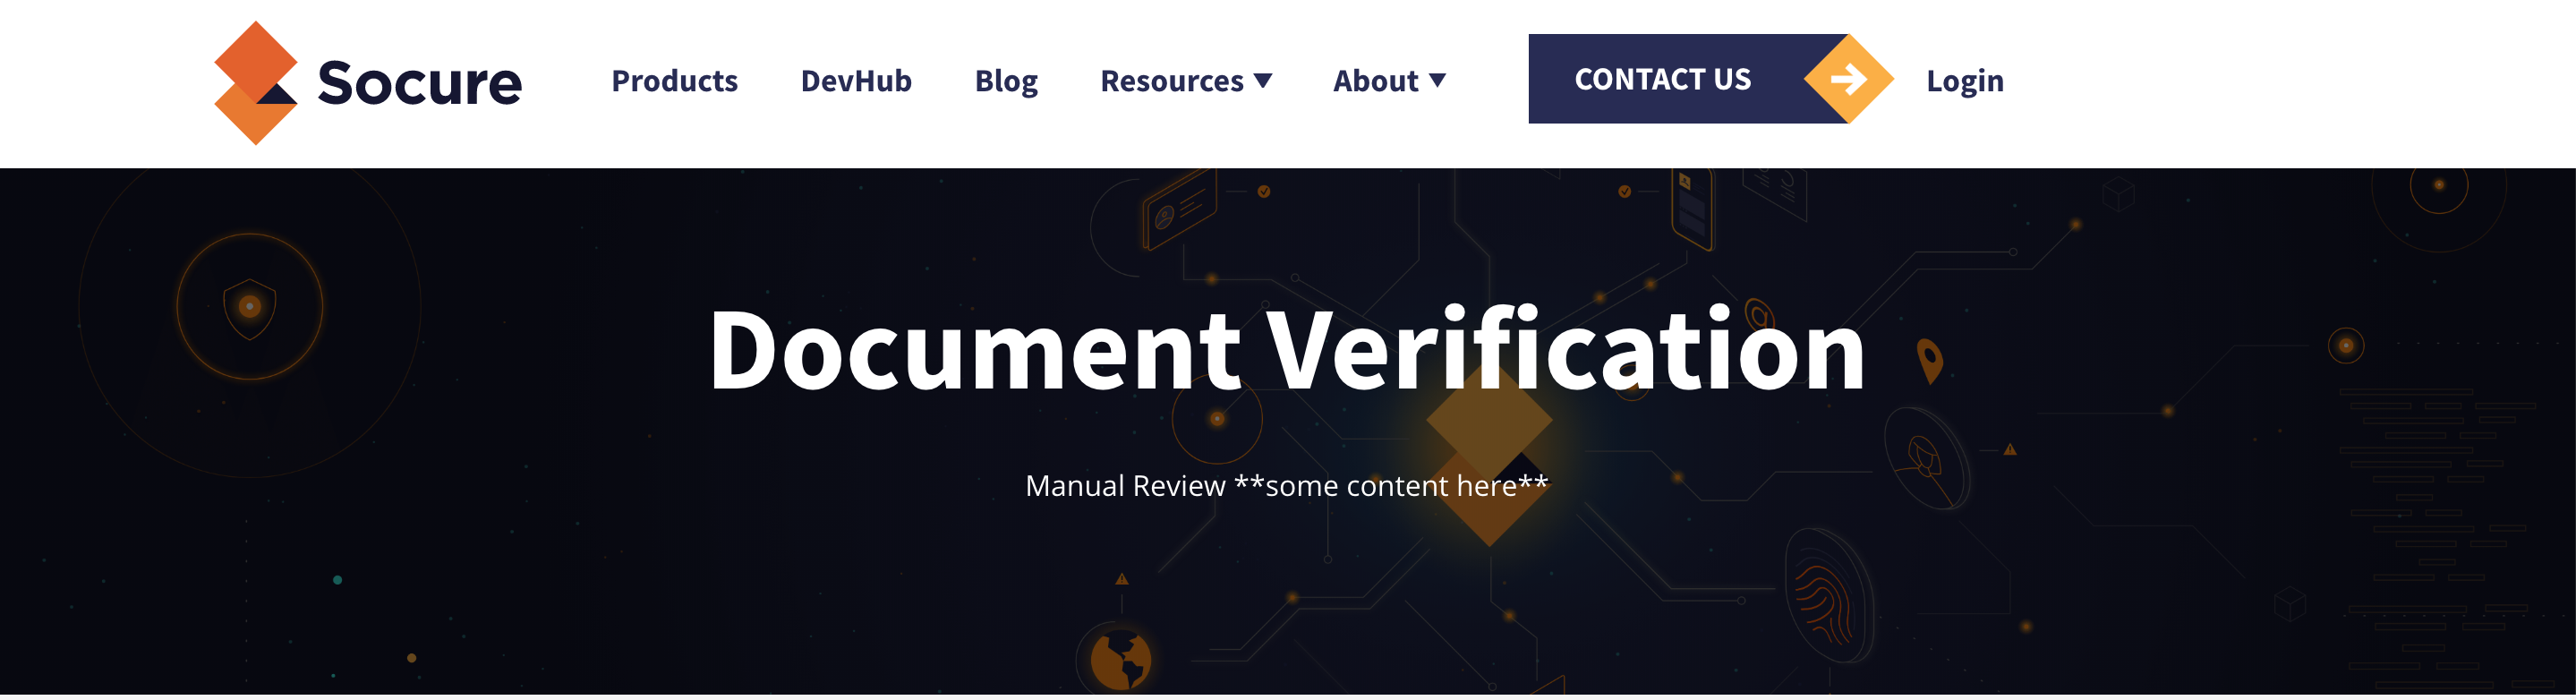 Socure
Products
DevHub
Blog
Resources
About
CONTACT US
Login
Document Verification
Manual Review **some content here**